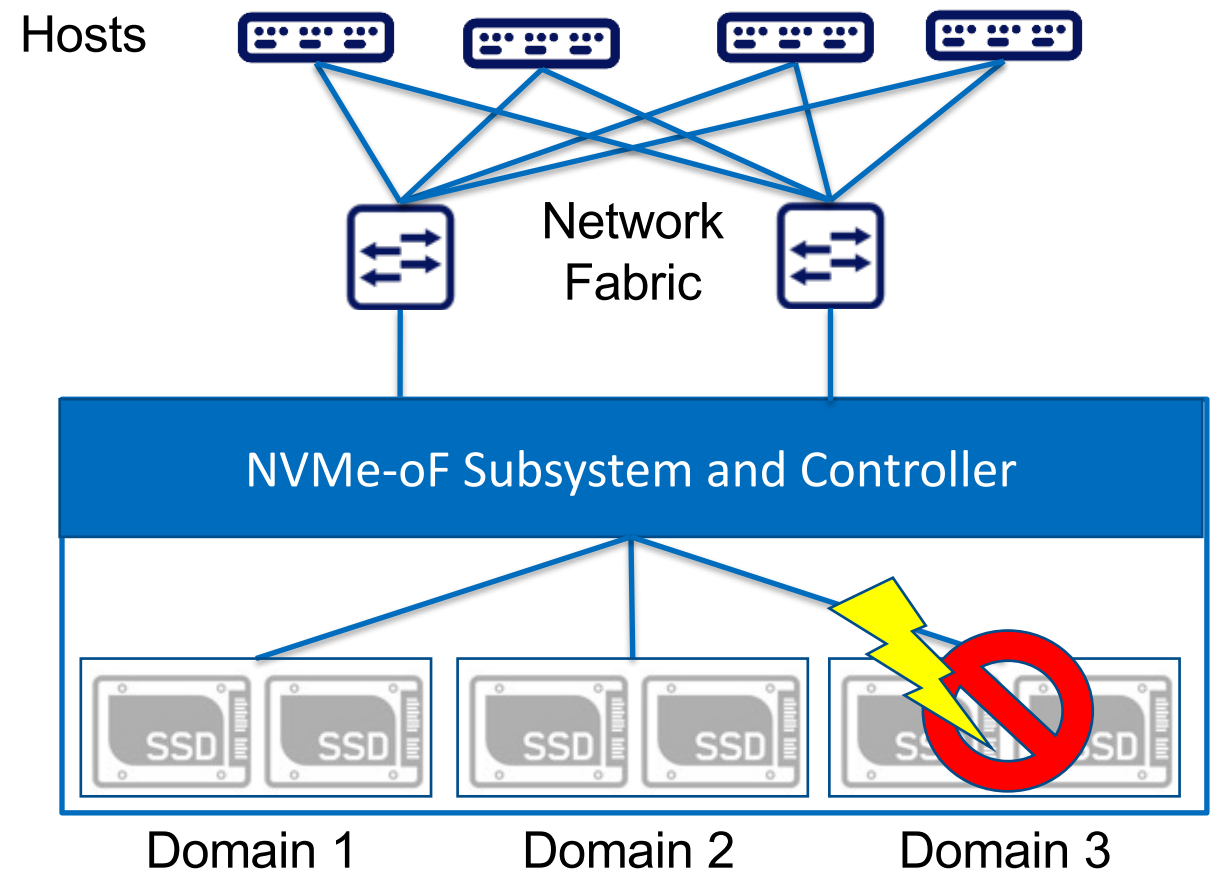 Hosts
Network
Fabric
NVMe-oF Subsystem and Controller
SSD
SSD
SSD
SSD
SSD
Domain 1
Domain 2
Domain 3